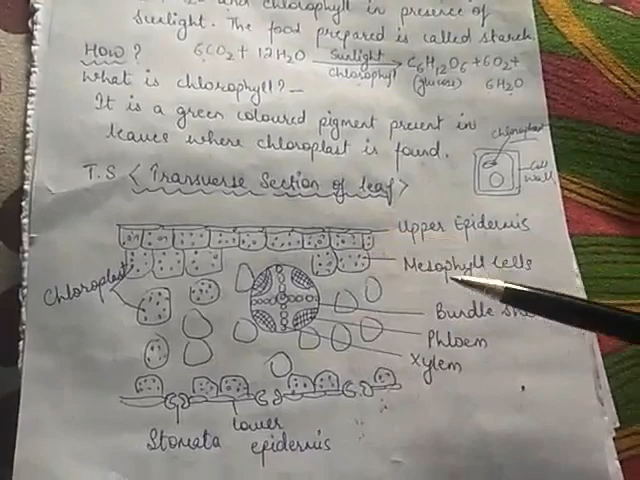 and chlorophyll in presence of
Sunlight. The food prepared is called starch.
How? 6CO2 + 12H2O Sunlight Chlorophyl C6H12O6 + 6O2 +
(glucose) 6H2O
What is chlorophyll? -
It is a green coloured pigment present in
leaves where chloroplast is found.
chloroplast
Cell wall
T.S < Transverse Section of leaf >
Upper Epidermis
Mesophyll Cells
Chloroplast
Bundle
Phloem
Xylem
Stomata lower epidermis